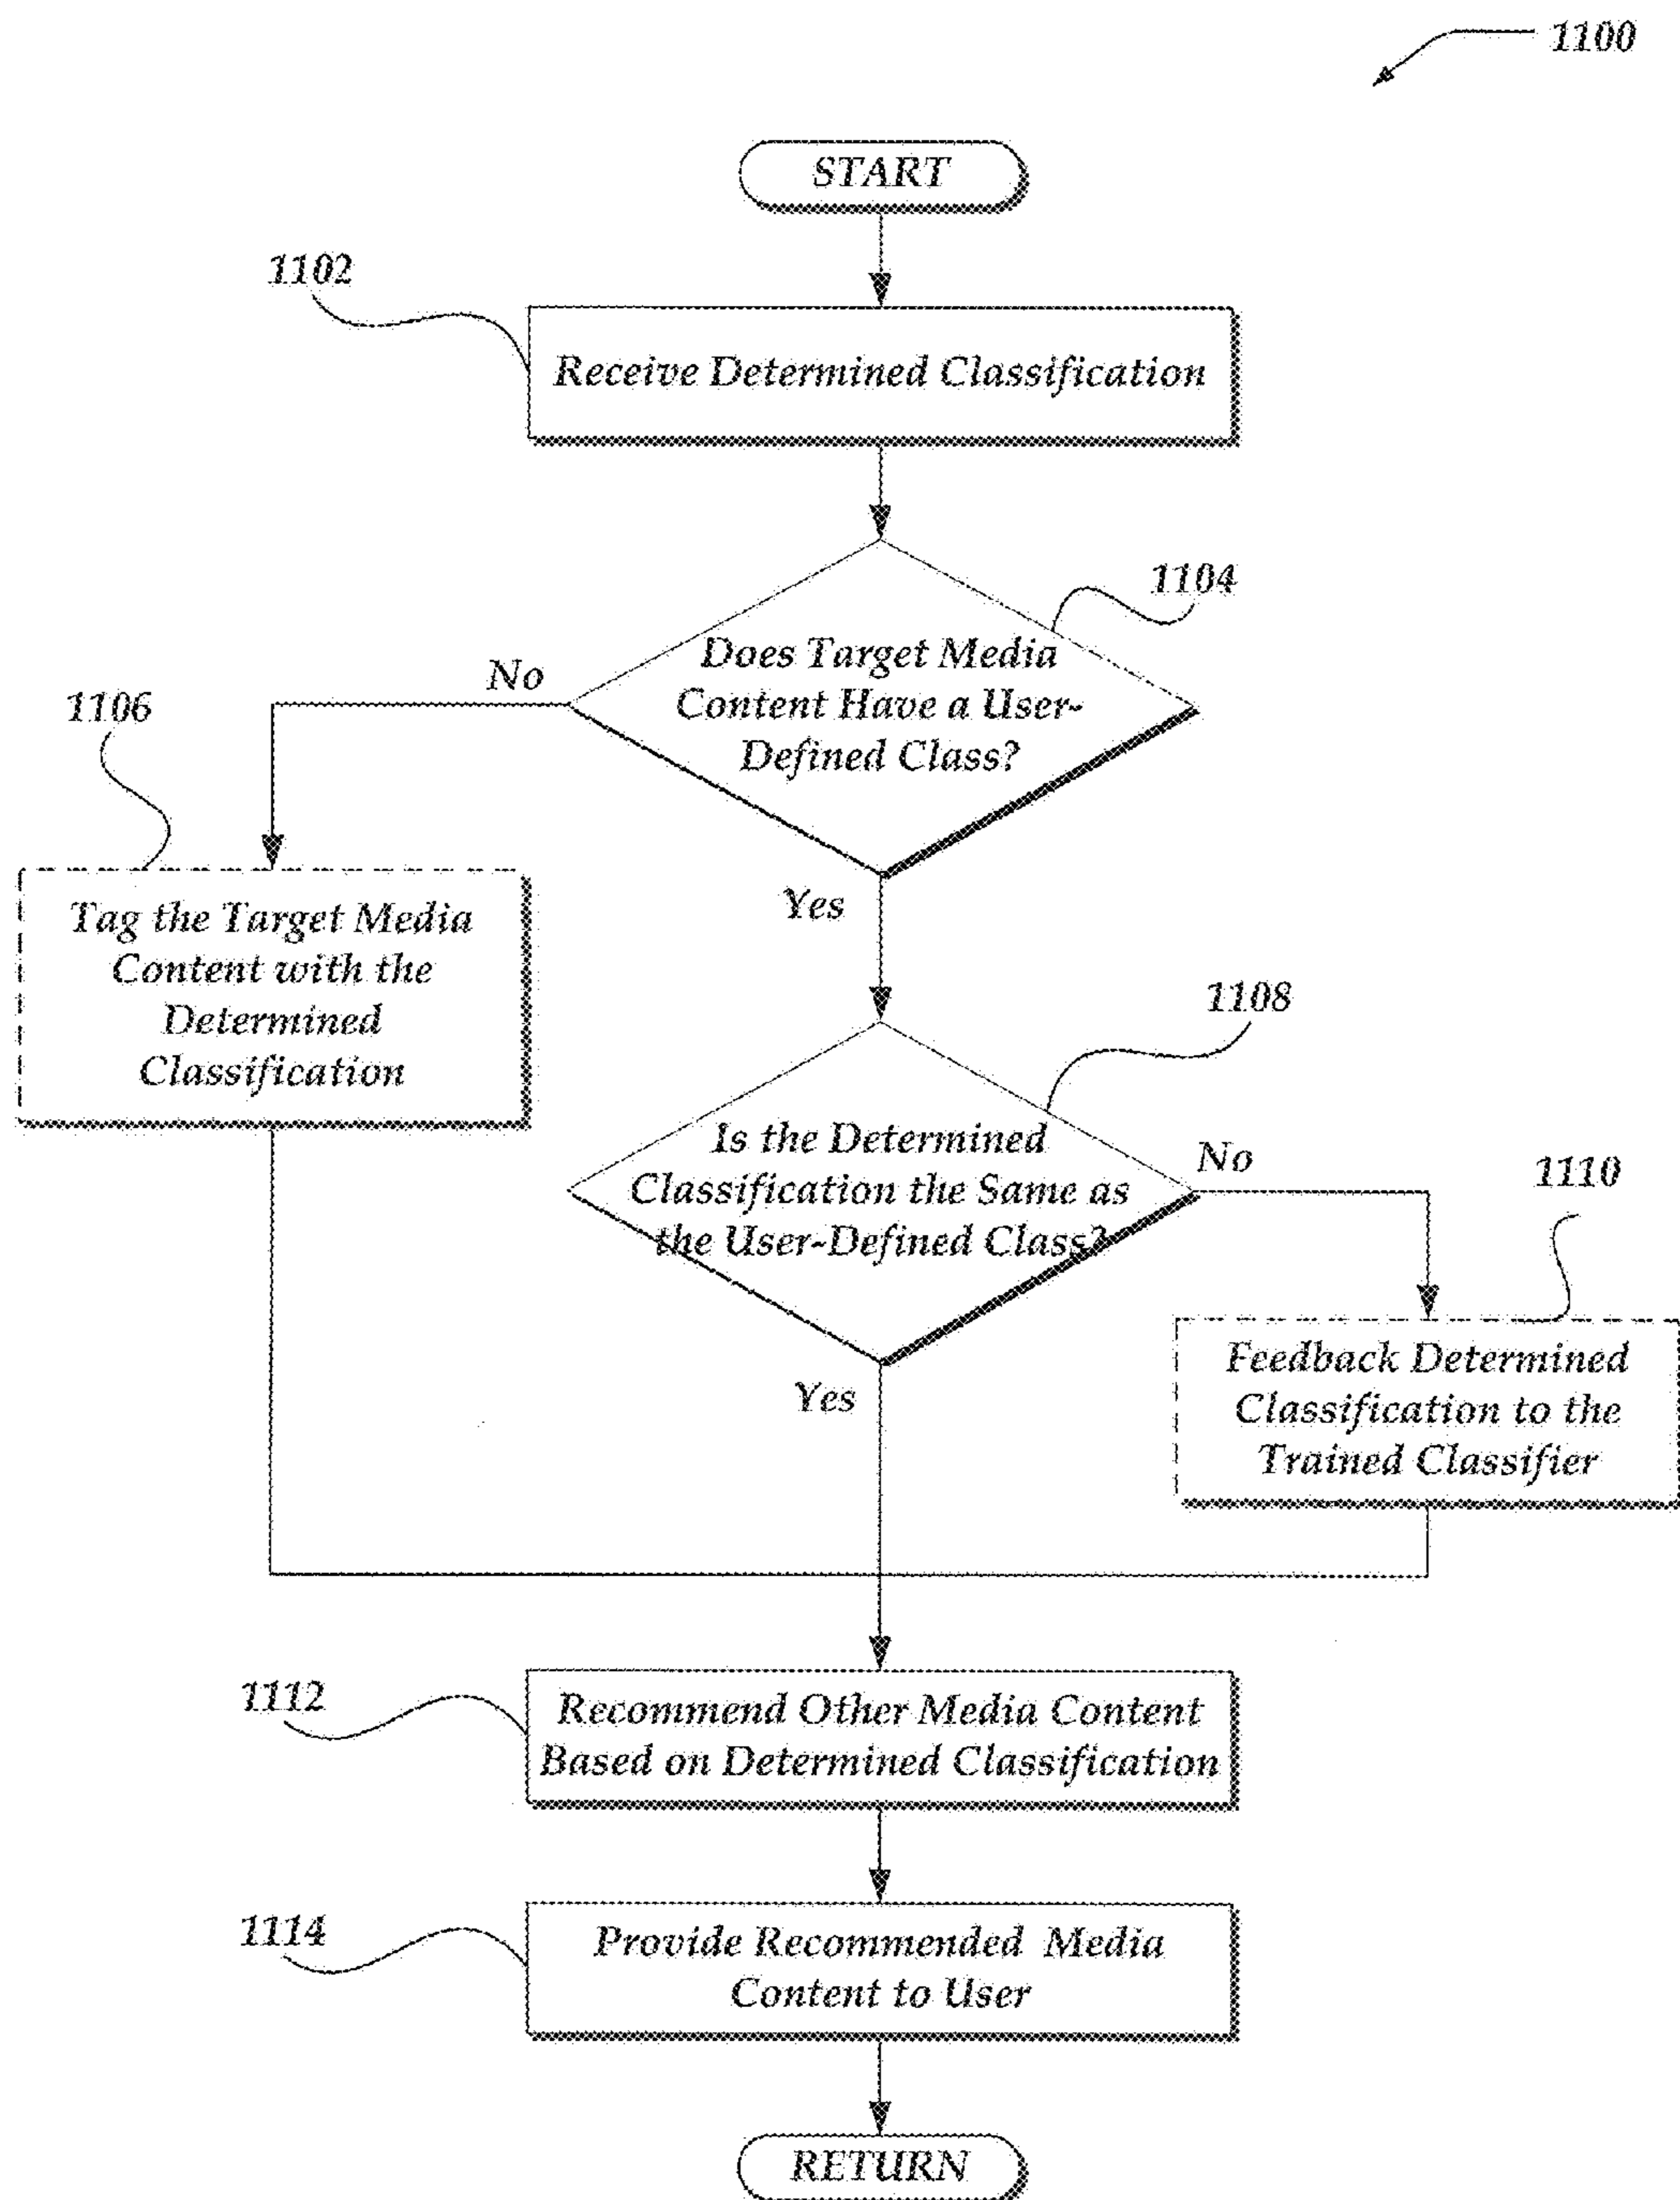 1100
START
1102
Receive Determined Classification
1104
Does Target Media
Content Have a User-
Defined Class?
No
1106
Tag the Target Media
Content with the
Determined
Classification
Yes
1108
Is the Determined
Classification the Same as
the User-Defined Class?
No
1110
Feedback Determined
Classification to the
Trained Classifier
Yes
1112
Recommend Other Media Content
Based on Determined Classification
1114
Provide Recommended Media
Content to User
RETURN